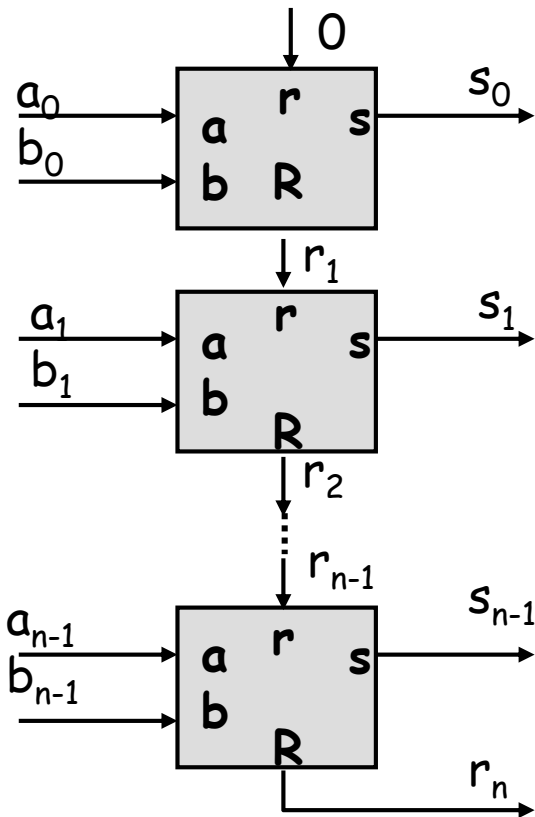 0
a₀ r s s₀
b₀ a
b R
r₁
a₁ r s s₁
b₁ a
b
R
r₂
rₙ₋₁
aₙ₋₁ r s sₙ₋₁
bₙ₋₁ a
b
R
rₙ